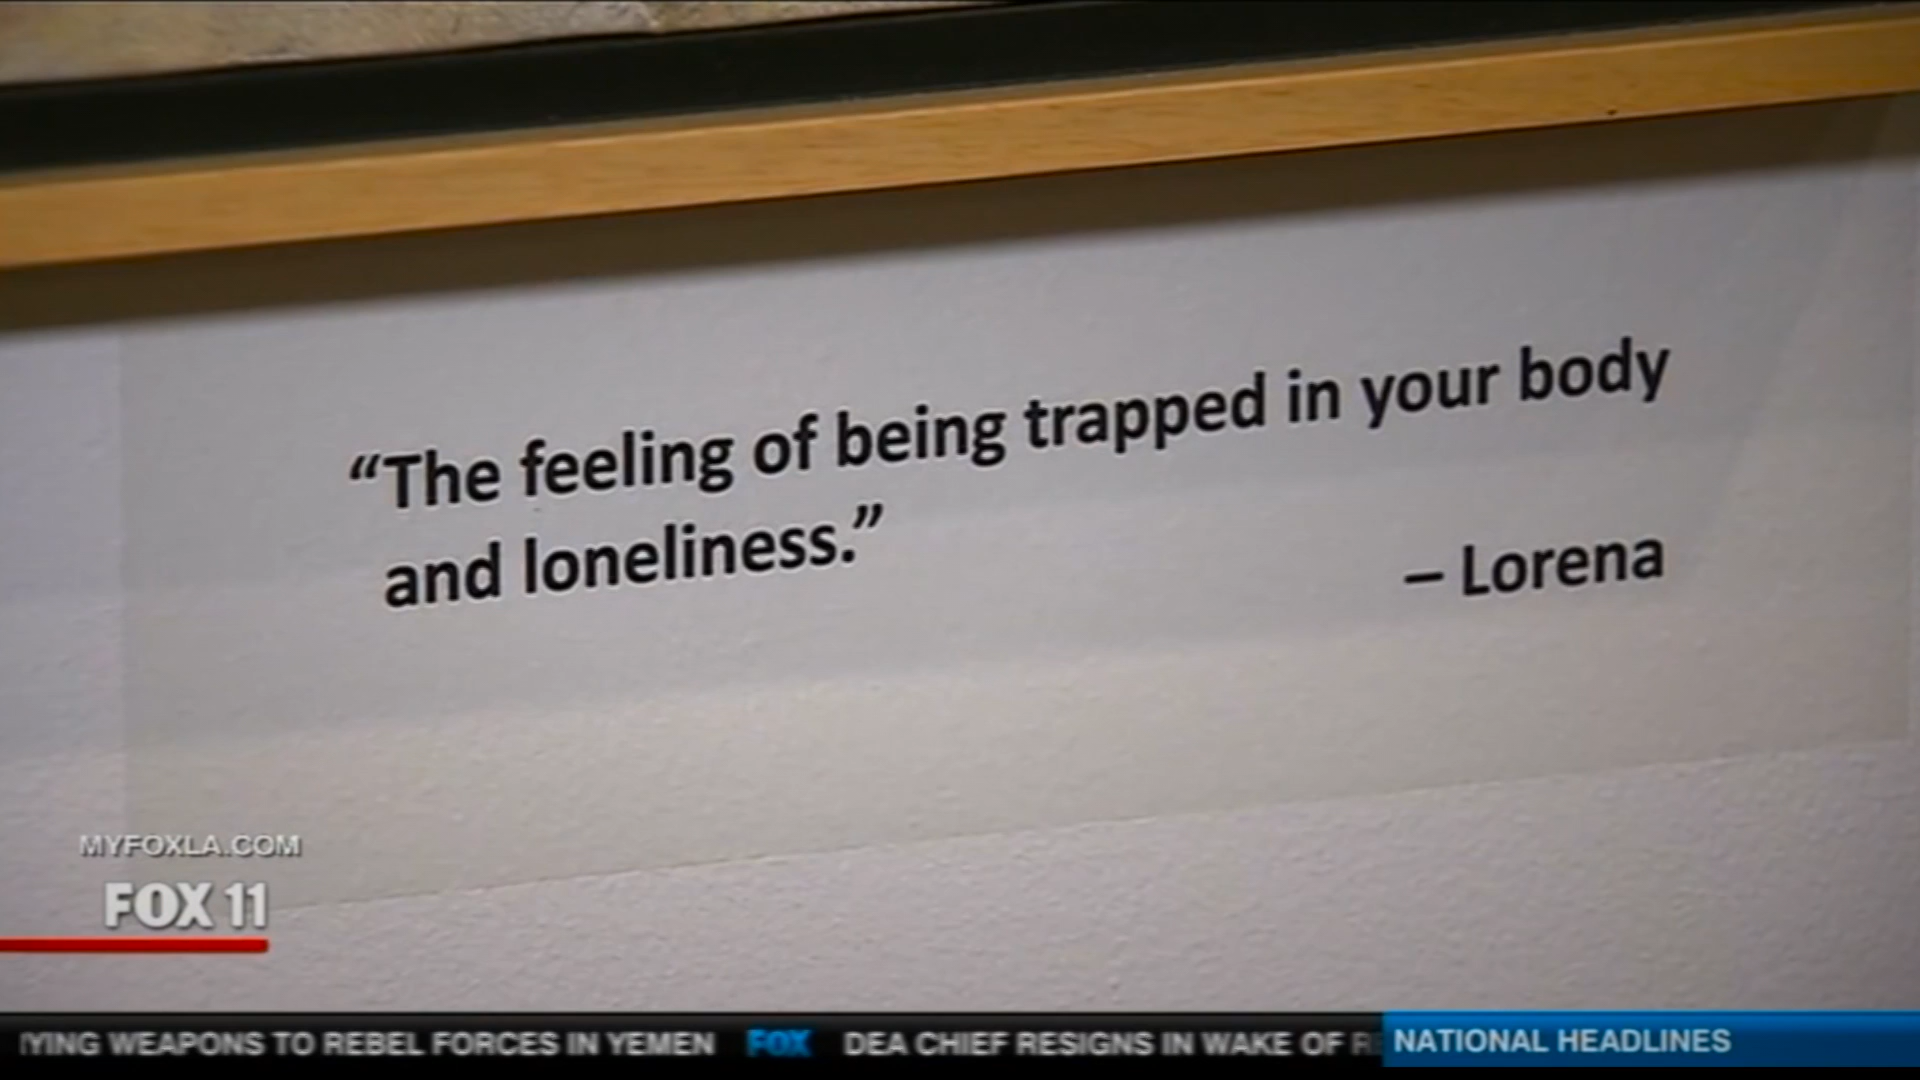 “The feeling of being trapped in your body
and loneliness.”
– Lorena
MYFOXLA.COM
FOX 11
WEAPONS TO REBEL FORCES IN YEMEN FOX DEA CHIEF RESIGNS IN WAKE OF
NATIONAL HEADLINES